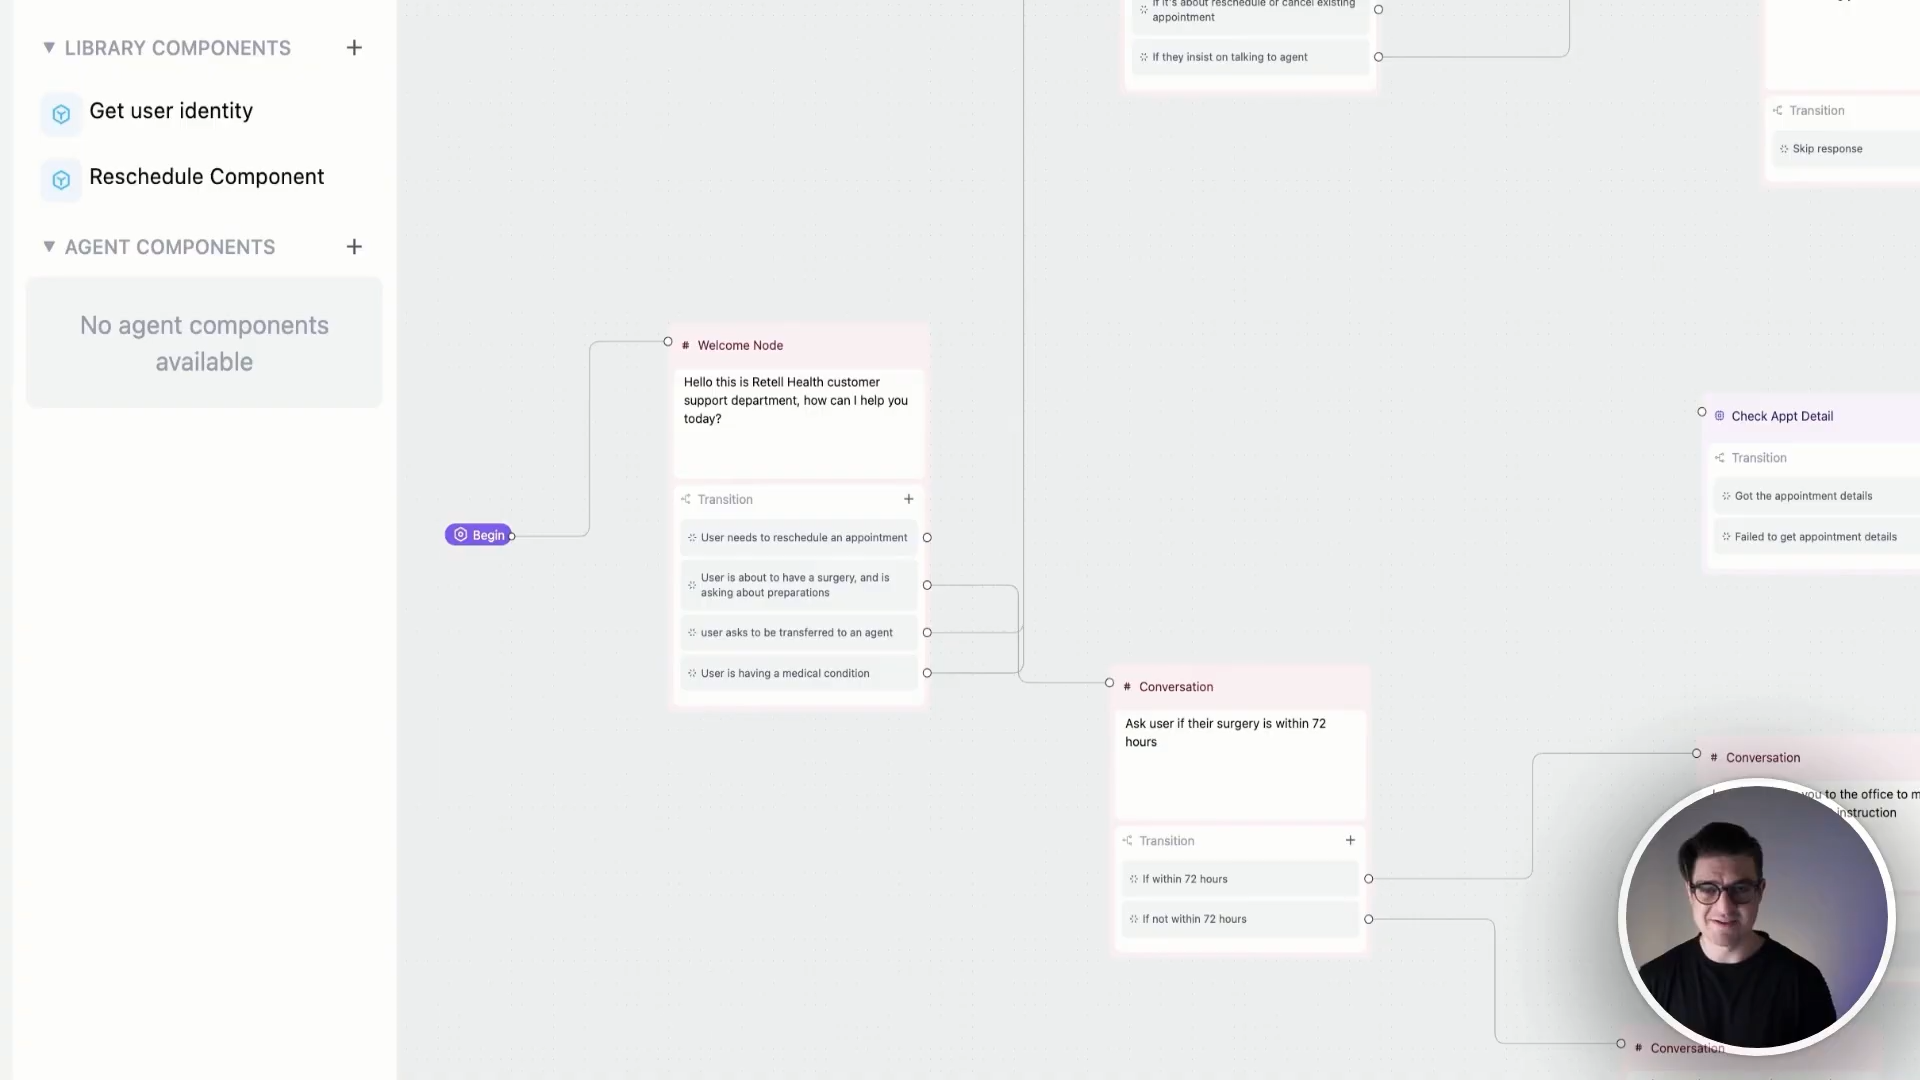 LIBRARY COMPONENTS
Get user identity
Reschedule Component
AGENT COMPONENTS
No agent components
available
Begin
# Welcome Node
Hello this is Retell Health customer
support department, how can I help you
today?
Transition
User needs to reschedule an appointment
User is about to have a surgery, and is
asking about preparations
user asks to be transferred to an agent
User is having a medical condition
If it's about reschedule or cancel existing
appointment
If they insist on talking to agent
# Conversation
Ask user if their surgery is within 72
hours
Transition
If within 72 hours
If not within 72 hours
Transition
Skip response
Check Appt Detail
Transition
Got the appointment details
Failed to get appointment details
# Conversation
you to the office to m
instruction
# Conversation